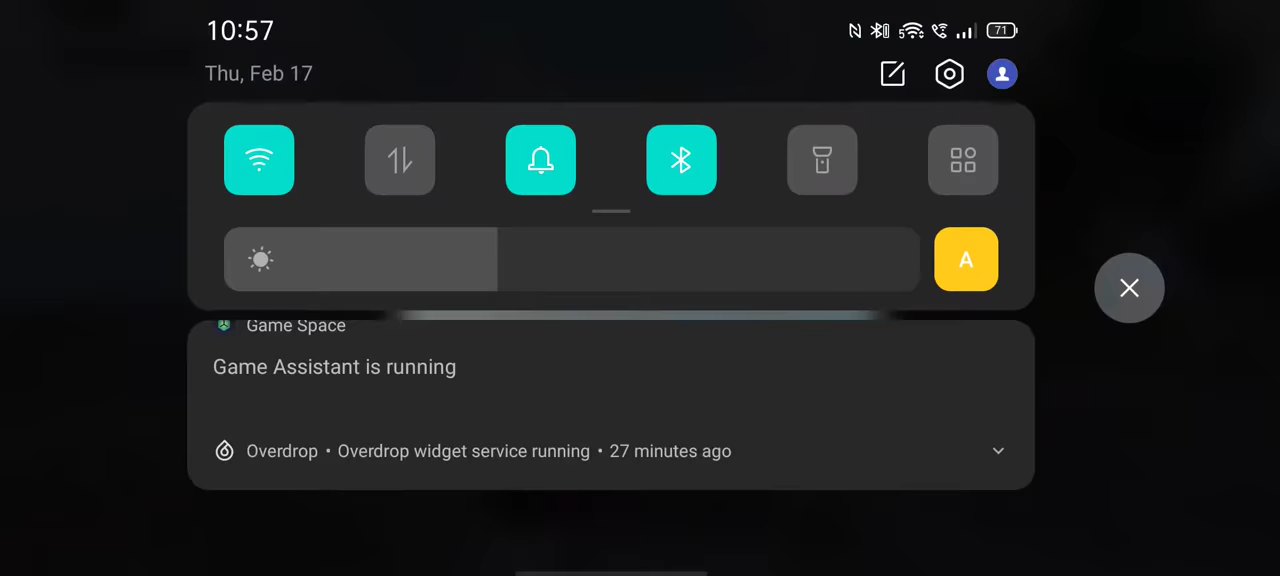 10:57
71
Thu, Feb 17
A
Game Space
Game Assistant is running
Overdrop • Overdrop widget service running • 27 minutes ago